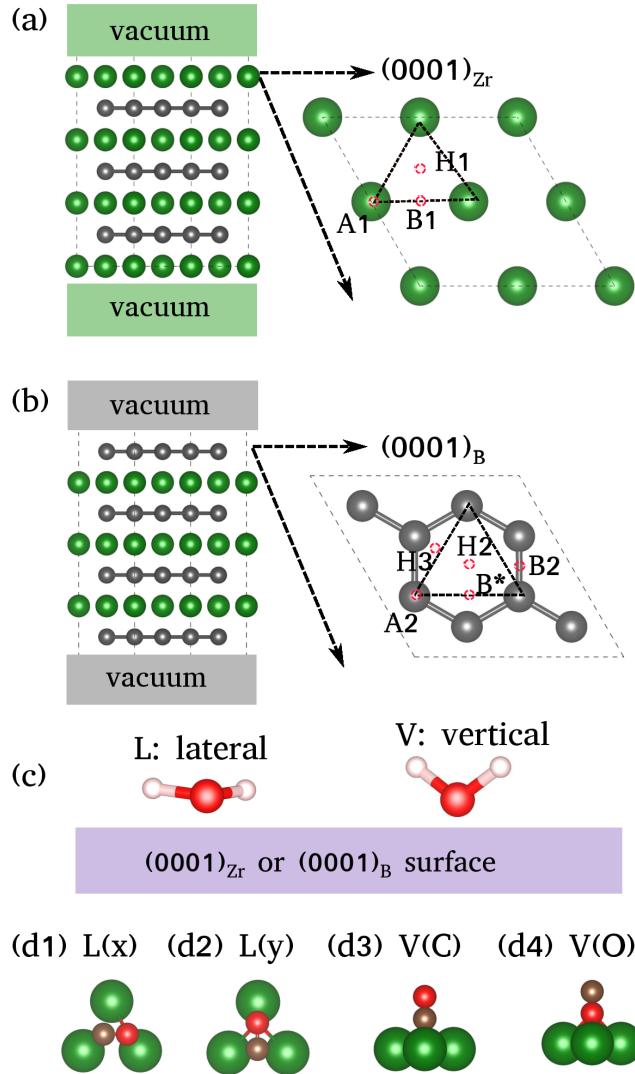 (a)
vacuum
(0001)Zr
H1
A1
B1
vacuum
(b)
vacuum
(0001)B
H3
H2
B2
B*
A2
vacuum
L: lateral
V: vertical
(c)
(0001)Zr or (0001)B surface
(d1) L(x) (d2) L(y) (d3) V(C) (d4) V(O)